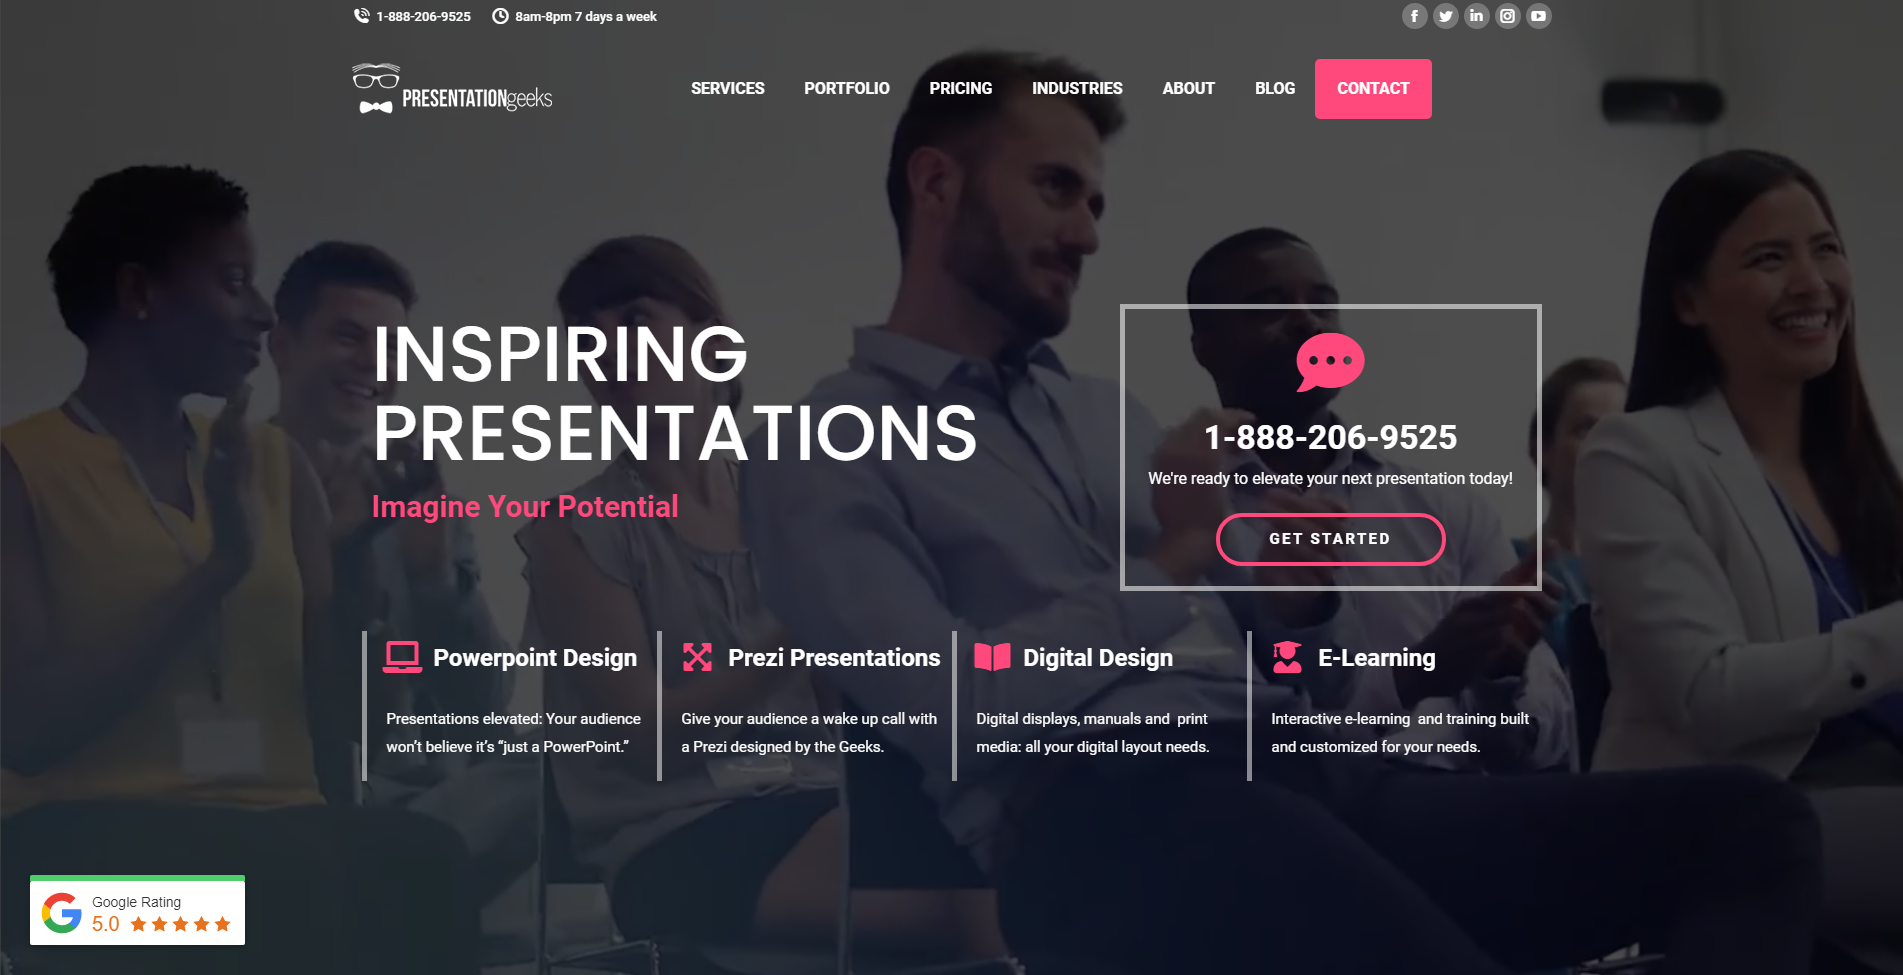 1-888-206-9525
8am-8pm 7 days a week
PRESENTATIONgeeks
SERVICES
PORTFOLIO
PRICING
INDUSTRIES
ABOUT
BLOG
CONTACT
INSPIRING
PRESENTATIONS
Imagine Your Potential
1-888-206-9525
We're ready to elevate your next presentation today!
GET STARTED
Powerpoint Design
Presentations elevated: Your audience
won’t believe it’s “just a PowerPoint.”
Prezi Presentations
Give your audience a wake up call with
a Prezi designed by the Geeks.
Digital Design
Digital displays, manuals and  print
media: all your digital layout needs.
E-Learning
Interactive e-learning  and training built
and customized for your needs.
Google Rating
5.0